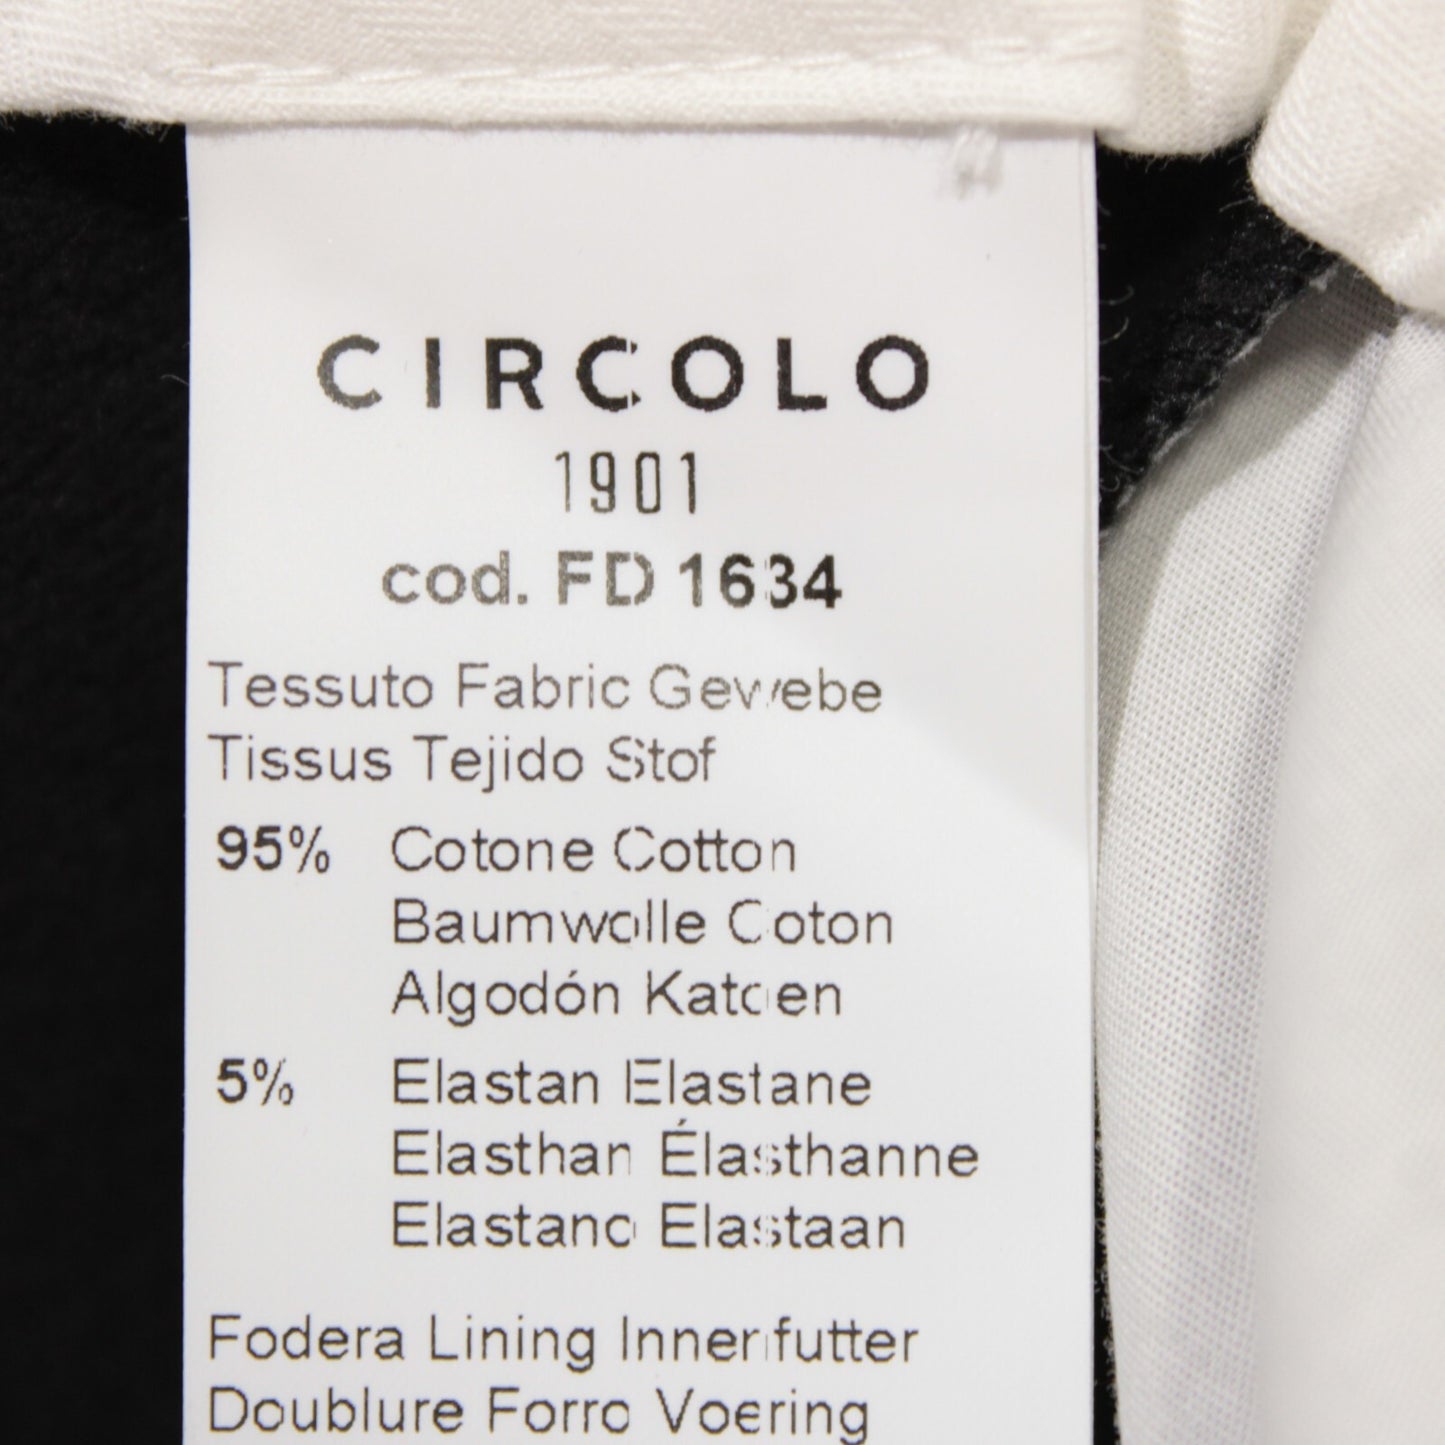 CIRCOLO
1901
cod. FD 1634
Tessuto Fabric Gewebe
Tissus Tejido Stof
95% Cotone Cotton
Baumwolle Coton
Algodón Katoen
5% Elastan Elastane
Elasthan Élasthanne
Elastano Elastaan
Fodera Lining Innenfutter
Doublure Forro Voering